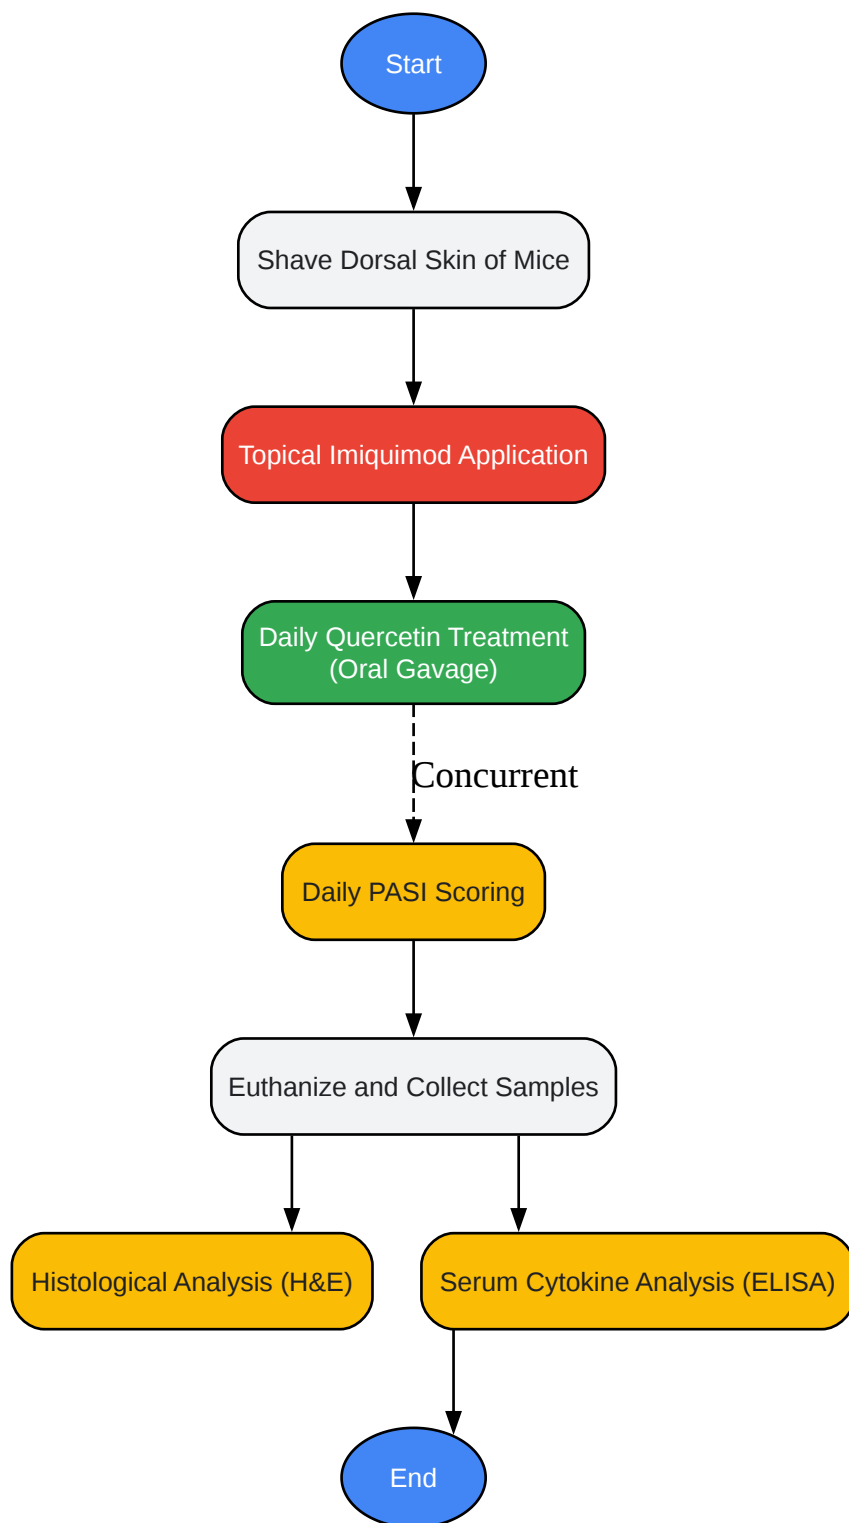 Start
Shave Dorsal Skin of Mice
Topical Imiquimod Application
Daily Quercetin Treatment
(Oral Gavage)
Concurrent
Daily PASI Scoring
Euthanize and Collect Samples
Histological Analysis (H&E)
Serum Cytokine Analysis (ELISA)
End